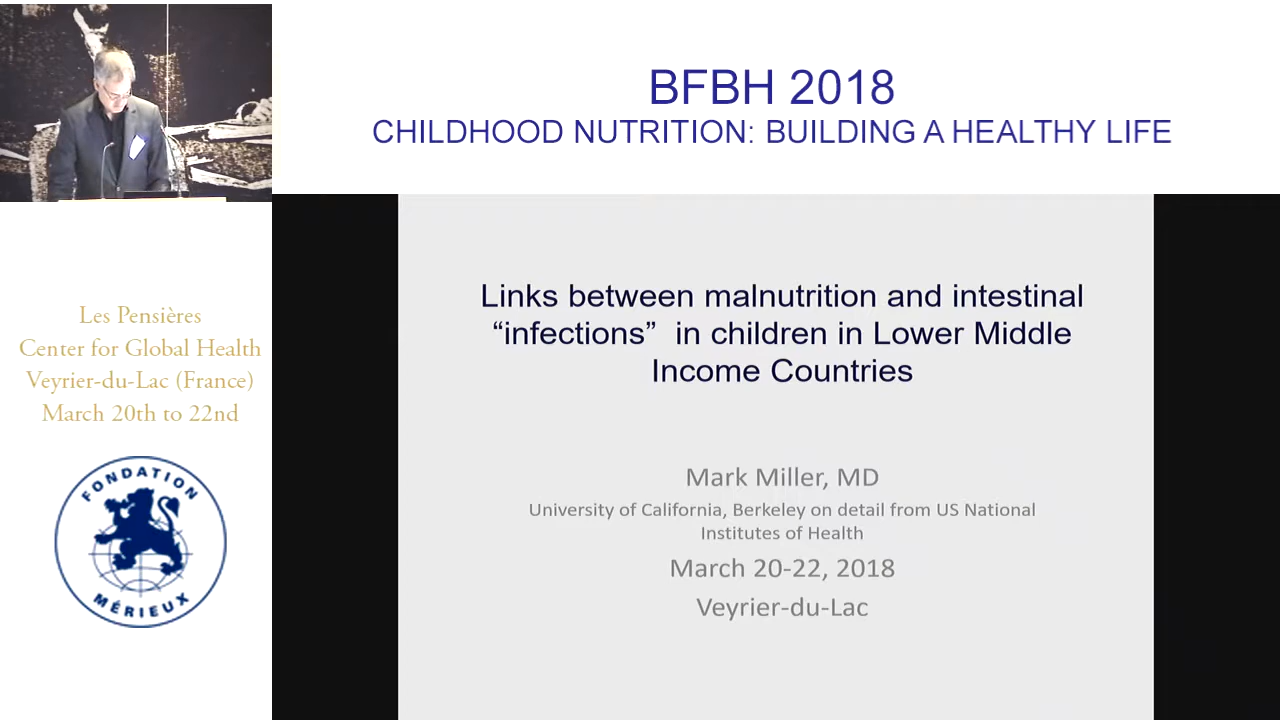 BFBH 2018
CHILDHOOD NUTRITION: BUILDING A HEALTHY LIFE
Links between malnutrition and intestinal
“infections”  in children in Lower Middle
Income Countries
Mark Miller, MD
University of California, Berkeley on detail from US National
Institutes of Health
March 20-22, 2018
Veyrier-du-Lac
Les Pensières
Center for Global Health
Veyrier-du-Lac (France)
March 20th to 22nd
FONDATION
MÉRIEUX